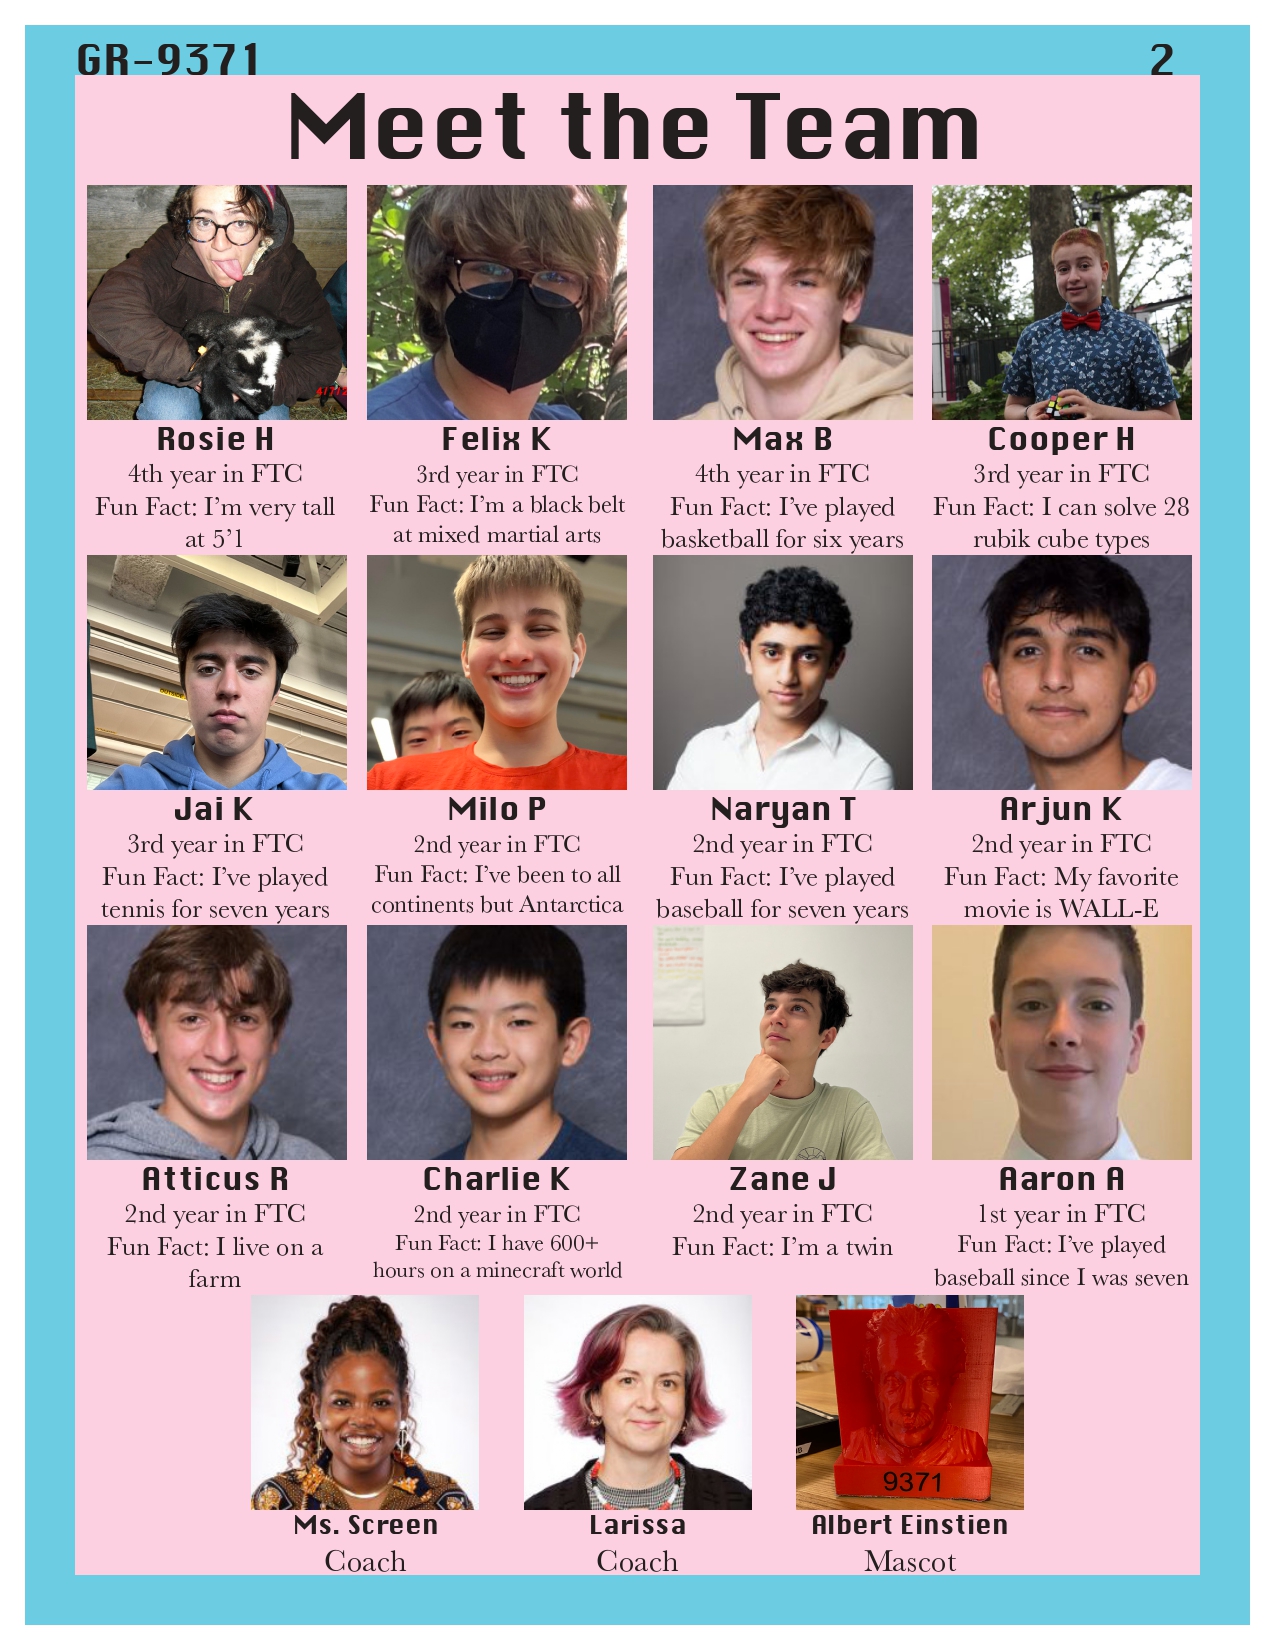 GR-9371
2
Meet the Team
Rosie H
4th year in FTC
Fun Fact: I'm very tall
at 5'1
Felix K
3rd year in FTC
Fun Fact: I'm a black belt
at mixed martial arts
Max B
4th year in FTC
Fun Fact: I've played
basketball for six years
Cooper H
3rd year in FTC
Fun Fact: I can solve 28
rubik cube types
Jai K
3rd year in FTC
Fun Fact: I've played
tennis for seven years
Milo P
2nd year in FTC
Fun Fact: I've been to all
continents but Antarctica
Naryan T
2nd year in FTC
Fun Fact: I've played
baseball for seven years
Arjun K
2nd year in FTC
Fun Fact: My favorite
movie is WALL-E
Atticus R
2nd year in FTC
Fun Fact: I live on a
farm
Charlie K
2nd year in FTC
Fun Fact: I have 600+
hours on a minecraft world
Zane J
2nd year in FTC
Fun Fact: I'm a twin
Aaron A
1st year in FTC
Fun Fact: I've played
baseball since I was seven
9371
Ms. Screen
Coach
Larissa
Coach
Albert Einstien
Mascot